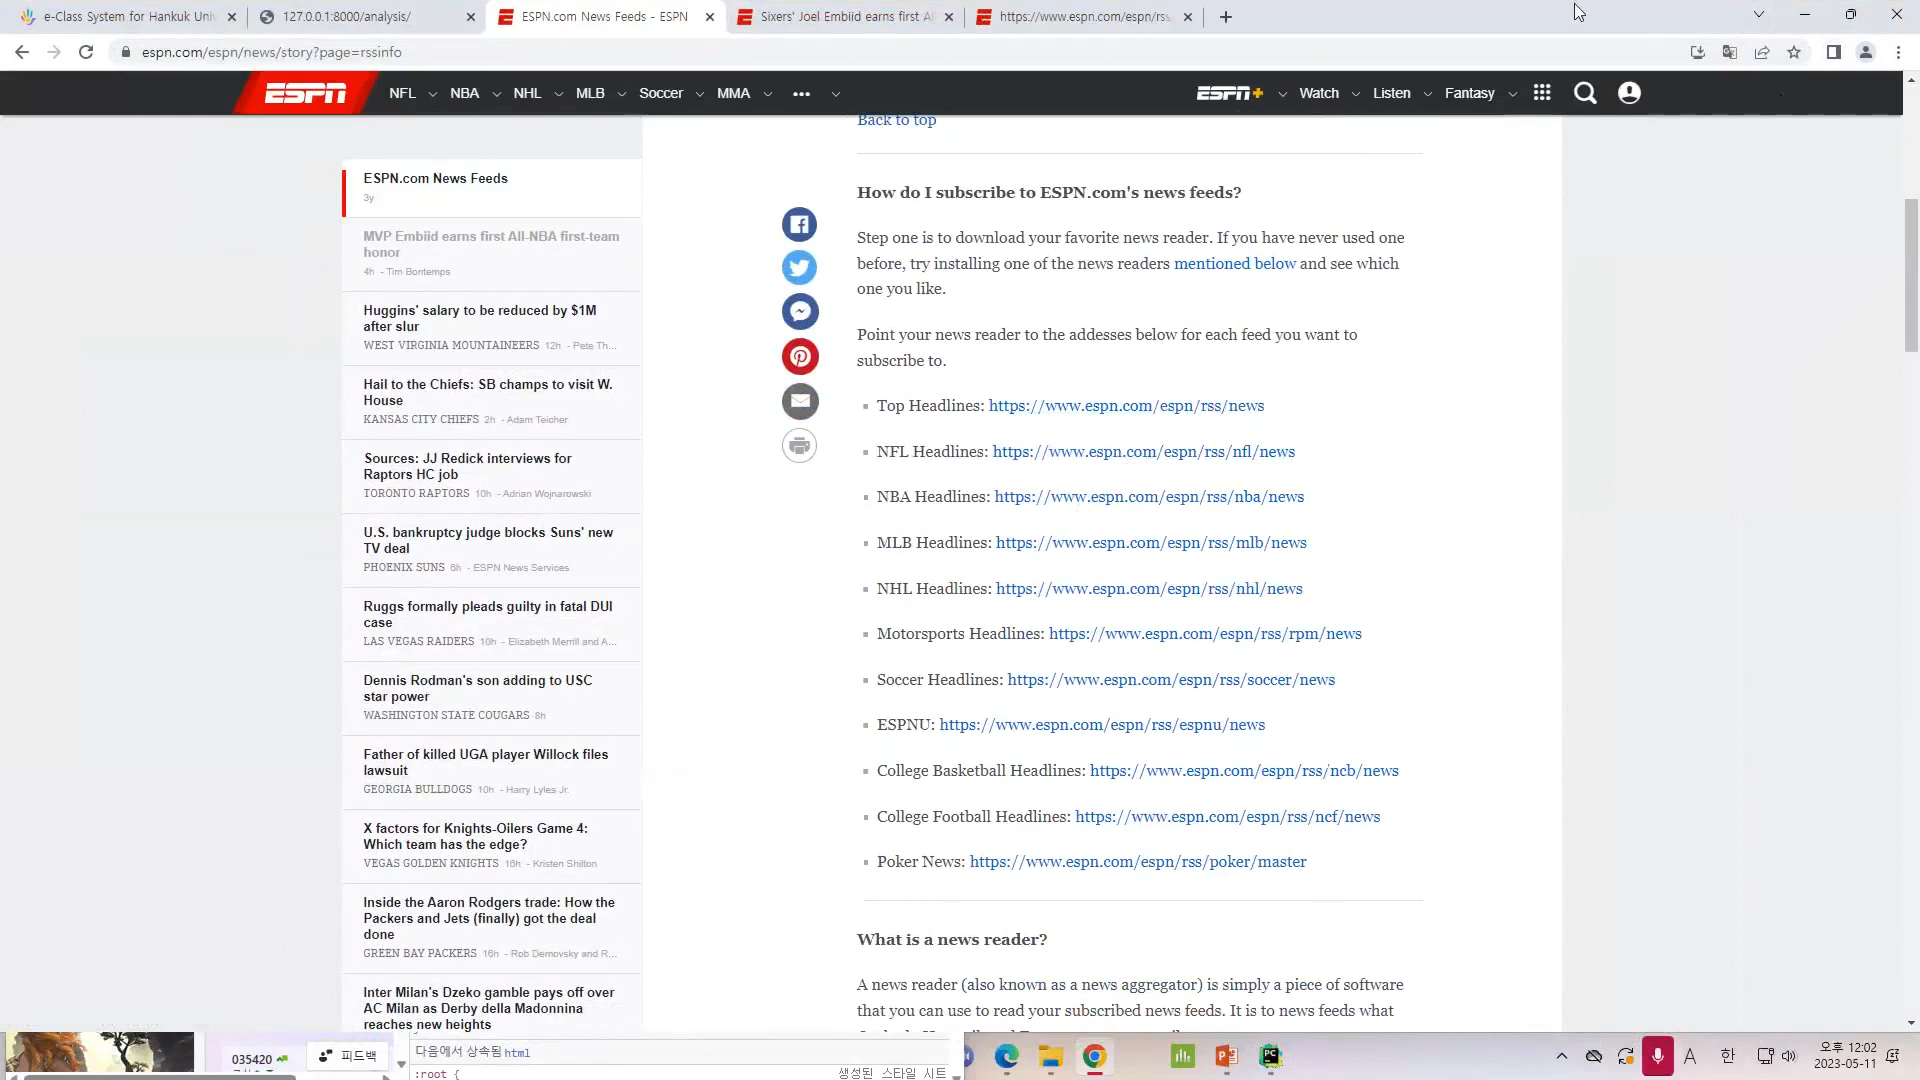 e-Class System for Hankuk Uni
127.0.0.1:8000/analysis/
ESPN.com News Feeds - ESPN
Sixers' Joel Embiid earns first Al
https://www.espn.com/espn/rss
espn.com/espn/news/story?page=rssinfo
ESPN NFL NBA NHL MLB Soccer MMA ••• ESPN+ Watch Listen Fantasy
Back to top
ESPN.com News Feeds
3y
MVP Embiid earns first All-NBA first-team
honor
4h - Tim Bontemps
Huggins' salary to be reduced by $1M
after slur
WEST VIRGINIA MOUNTAINEERS 12h - Pete Th...
Hail to the Chiefs: SB champs to visit W.
House
KANSAS CITY CHIEFS 2h - Adam Teicher
Sources: JJ Redick interviews for
Raptors HC job
TORONTO RAPTORS 10h - Adrian Wojnarowski
U.S. bankruptcy judge blocks Suns' new
TV deal
PHOENIX SUNS 6h - ESPN News Services
Ruggs formally pleads guilty in fatal DUI
case
LAS VEGAS RAIDERS 10h - Elizabeth Merrill and A...
Dennis Rodman's son adding to USC
star power
WASHINGTON STATE COUGARS 8h
Father of killed UGA player Willock files
lawsuit
GEORGIA BULLDOGS 10h - Harry Lyles Jr.
X factors for Knights-Oilers Game 4:
Which team has the edge?
VEGAS GOLDEN KNIGHTS 16h - Kristen Shilton
Inside the Aaron Rodgers trade: How the
Packers and Jets (finally) got the deal
done
GREEN BAY PACKERS 16h - Rob Demovsky and R...
Inter Milan's Dzeko gamble pays off over
AC Milan as Derby della Madonnina
reaches new heights
How do I subscribe to ESPN.com's news feeds?
Step one is to download your favorite news reader. If you have never used one
before, try installing one of the news readers mentioned below and see which
one you like.
Point your news reader to the addesses below for each feed you want to
subscribe to.
Top Headlines: https://www.espn.com/espn/rss/news
NFL Headlines: https://www.espn.com/espn/rss/nfl/news
NBA Headlines: https://www.espn.com/espn/rss/nba/news
MLB Headlines: https://www.espn.com/espn/rss/mlb/news
NHL Headlines: https://www.espn.com/espn/rss/nhl/news
Motorsports Headlines: https://www.espn.com/espn/rss/rpm/news
Soccer Headlines: https://www.espn.com/espn/rss/soccer/news
ESPNU: https://www.espn.com/espn/rss/espnu/news
College Basketball Headlines: https://www.espn.com/espn/rss/ncb/news
College Football Headlines: https://www.espn.com/espn/rss/ncf/news
Poker News: https://www.espn.com/espn/rss/poker/master
What is a news reader?
A news reader (also known as a news aggregator) is simply a piece of software
that you can use to read your subscribed news feeds. It is to news feeds what
035420
피드백
다음에서 상속됨 html
:root {
생성된 스타일 시트
A 한
오후 12:02
2023-05-11